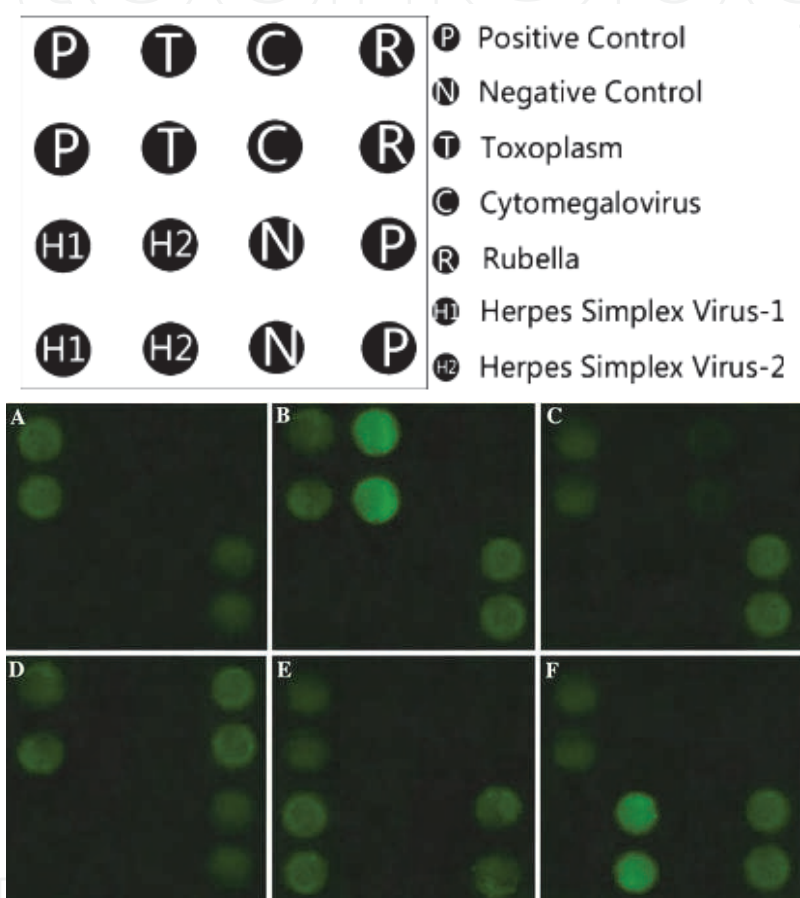 P T C R
P T C R
H1 H2 N P
H1 H2 N P
P Positive Control
N Negative Control
T Toxoplasm
C Cytomegalovirus
R Rubella
H1 Herpes Simplex Virus-1
H2 Herpes Simplex Virus-2
A B C
D E F